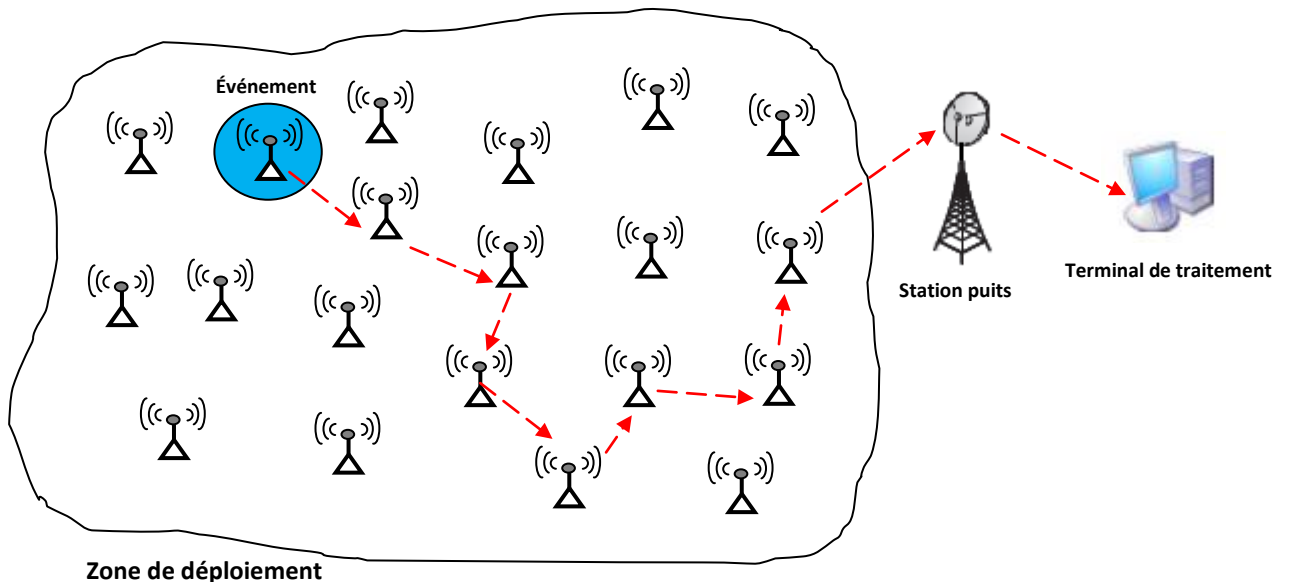 Événement
Terminal de traitement
Station puits
Zone de déploiement